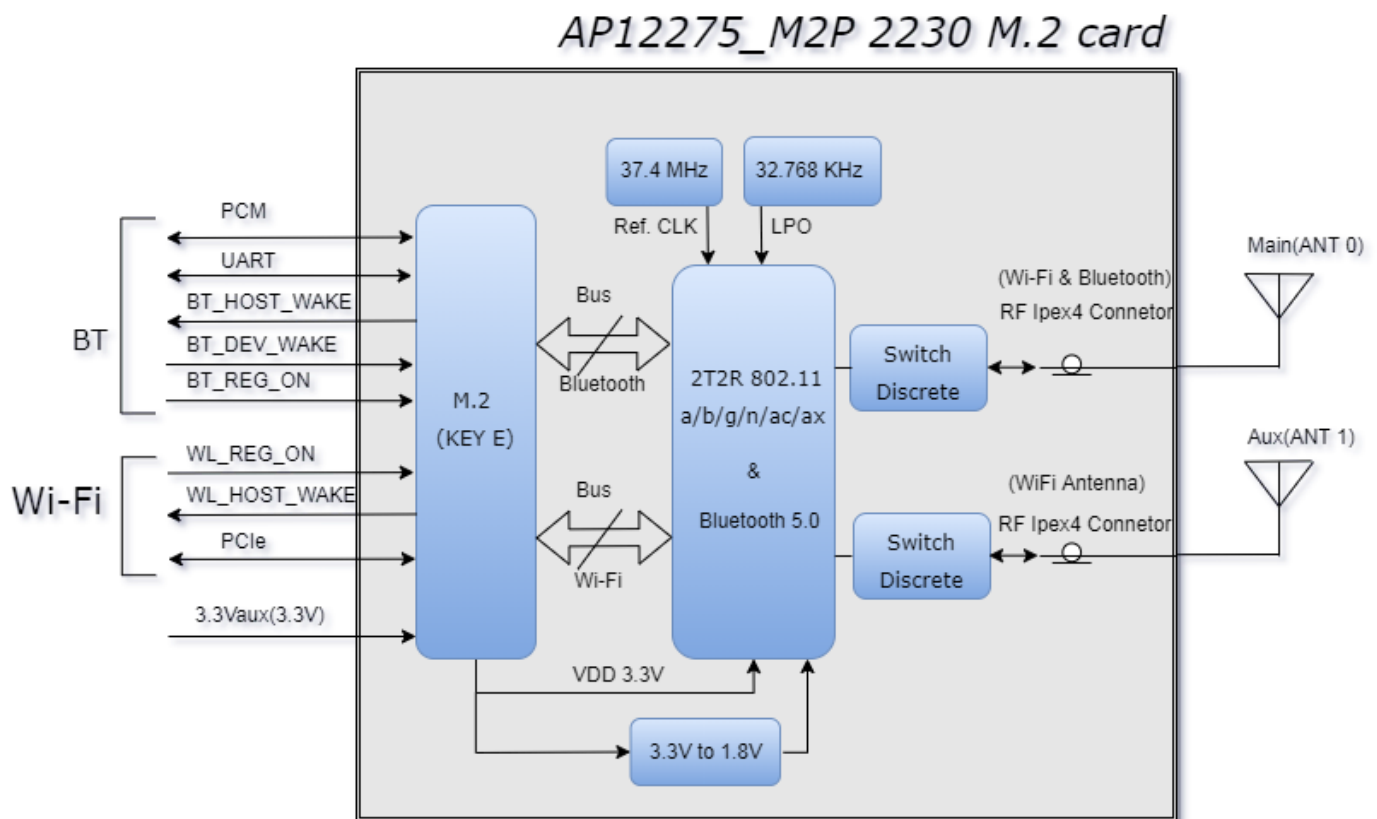 AP12275_M2P 2230 M.2 card
37.4 MHz
32.768 KHz
Ref. CLK
LPO
BT
PCM
UART
BT_HOST_WAKE
BT_DEV_WAKE
BT_REG_ON
Wi-Fi
WL_REG_ON
WL_HOST_WAKE
PCIe
3.3Vaux(3.3V)
M.2
(KEY E)
Bus
Bluetooth
Bus
Wi-Fi
2T2R 802.11
a/b/g/n/ac/ax
&
Bluetooth 5.0
Switch
Discrete
(Wi-Fi & Bluetooth)
RF Ipex4 Connetor
Main(ANT 0)
Switch
Discrete
(WiFi Antenna)
RF Ipex4 Connetor
Aux(ANT 1)
VDD 3.3V
3.3V to 1.8V